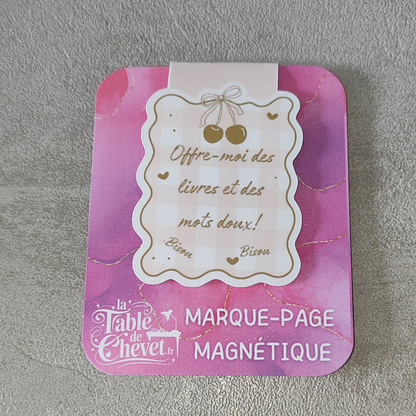 Offre-moi des
livres et des
mots doux!
Bisou
Bisou
la
Table
de
Chevet.fr
MARQUE-PAGE
MAGNÉTIQUE